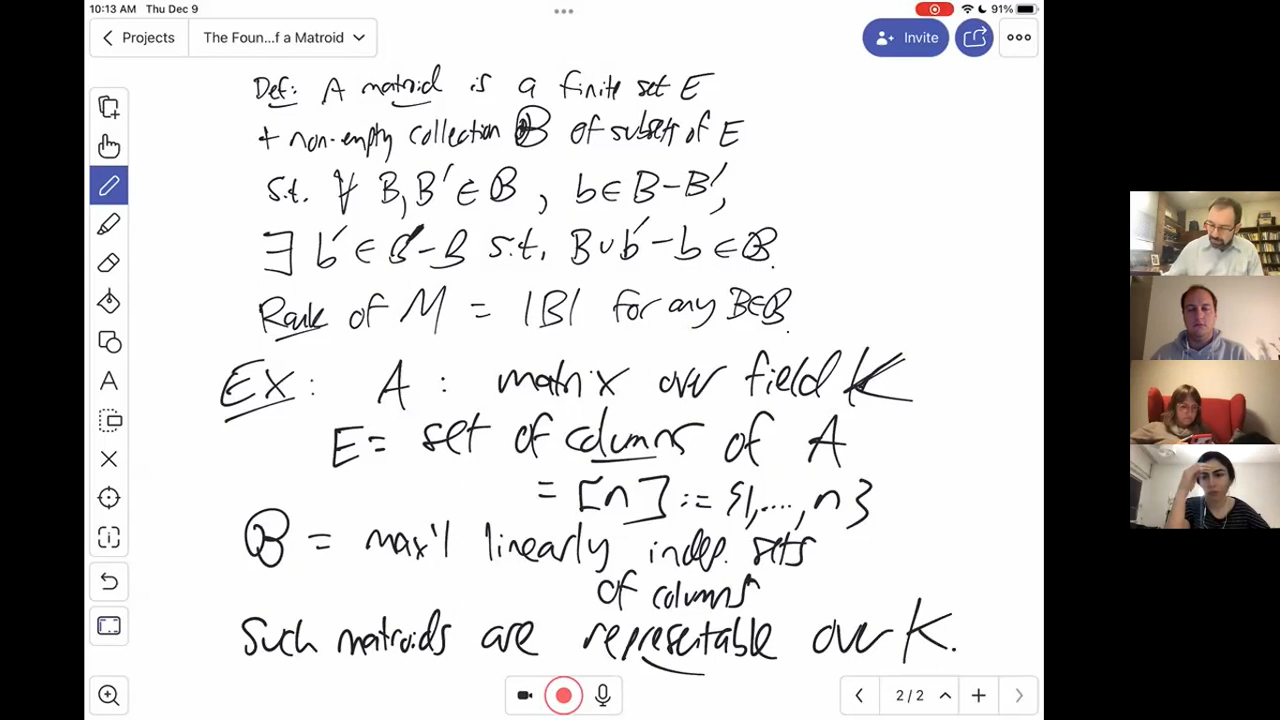 10:13 AM Thu Dec 9
91%
Projects
The Foun...f a Matroid
Invite
Def: A matroid is a finite set E
+ non-empty collection B of subsets of E
s.t. ∀ B, B' ∈ B, b ∈ B-B',
∃ b' ∈ B'-B s.t. B ∪ b' - b ∈ B.
Rank of M = |B| for any B∈B.
EX: A: matrix over field K
E = set of columns of A
= [n] := {1,...,n}
B = max'l linearly indep. sets
of columns
Such matroids are representable over K.
A
2 / 2